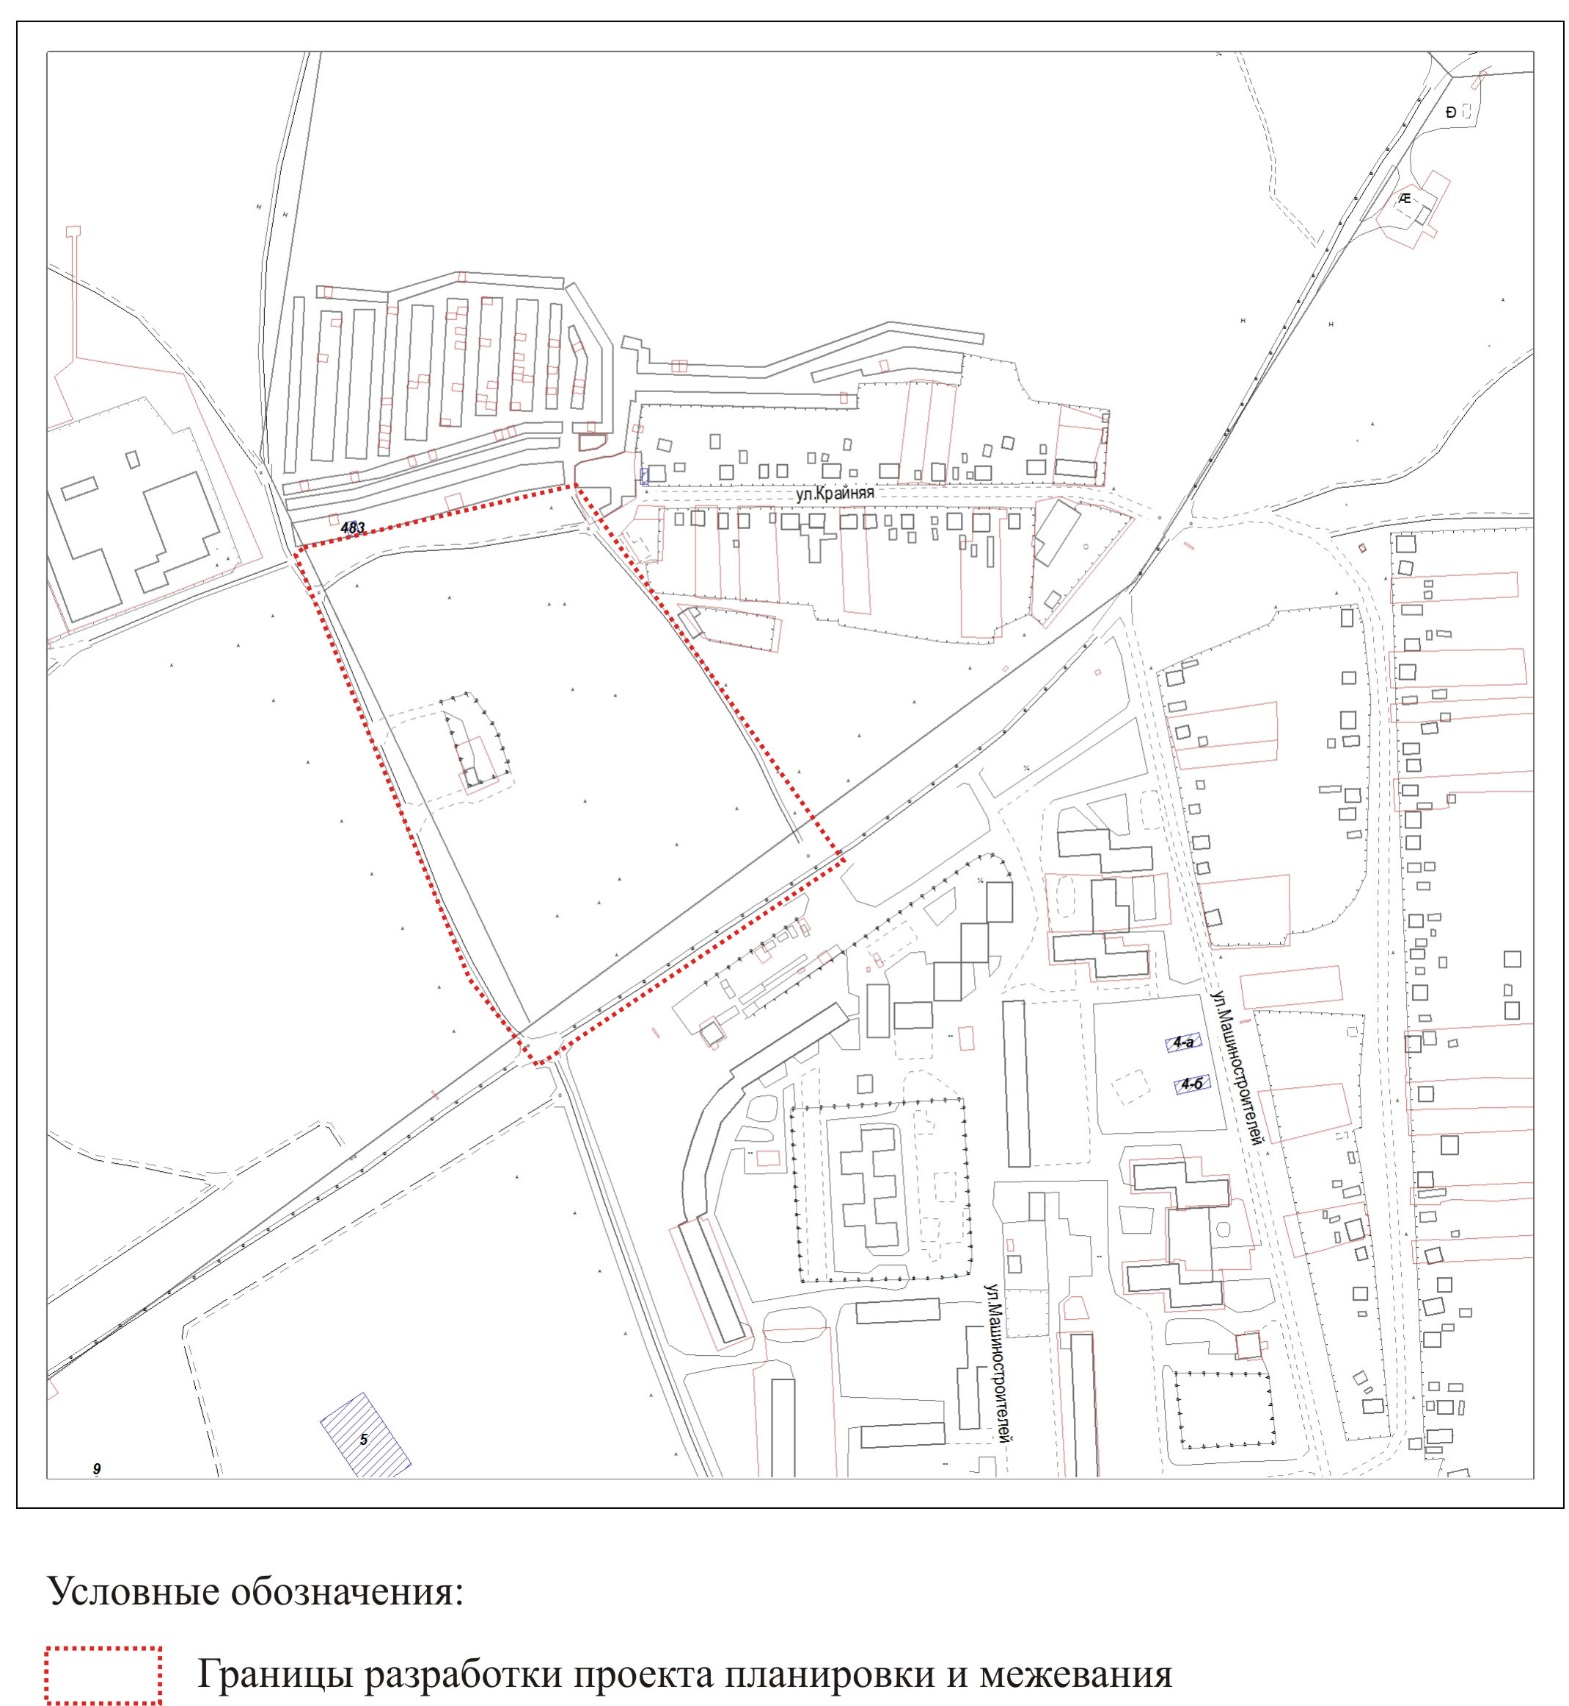 Ð
Æ
ул.Крайняя
483
ул.Машиностроителей
4-а
4-б
ул.Машиностроителей
5
9
Условные обозначения:
Границы разработки проекта планировки и межевания